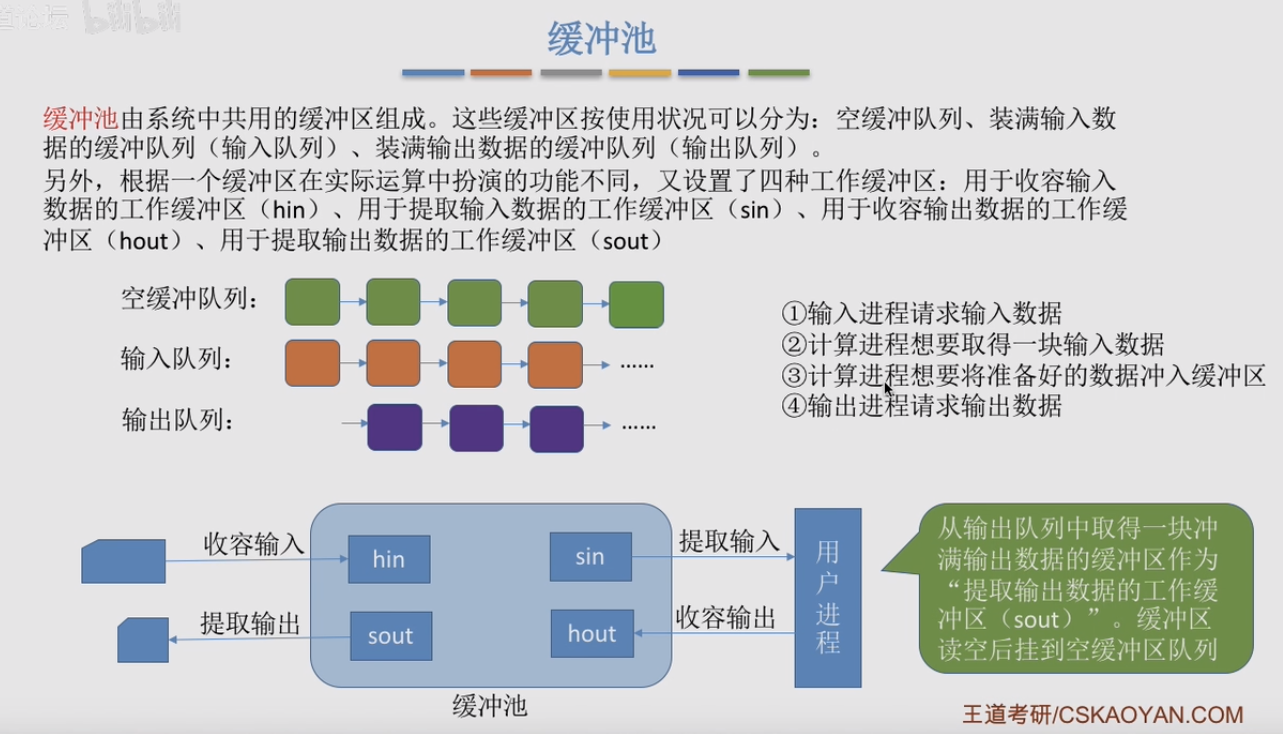 bilibili
缓冲池
缓冲池由系统中共用的缓冲区组成。这些缓冲区按使用状况可以分为：空缓冲队列、装满输入数
据的缓冲队列（输入队列）、装满输出数据的缓冲队列（输出队列）。
另外，根据一个缓冲区在实际运算中扮演的功能不同，又设置了四种工作缓冲区：用于收容输入
数据的工作缓冲区（hin）、用于提取输入数据的工作缓冲区（sin）、用于收容输出数据的工作缓
冲区（hout）、用于提取输出数据的工作缓冲区（sout）
空缓冲队列：
输入队列：
……
输出队列：
……
①输入进程请求输入数据
②计算进程想要取得一块输入数据
③计算进程想要将准备好的数据冲入缓冲区
④输出进程请求输出数据
收容输入
hin
sin
提取输入
提取输出
sout
hout
收容输出
用户进程
缓冲池
从输出队列中取得一块冲
满输出数据的缓冲区作为
“提取输出数据的工作缓
冲区（sout）”。缓冲区
读空后挂到空缓冲区队列
王道考研/CSKAOYAN.COM